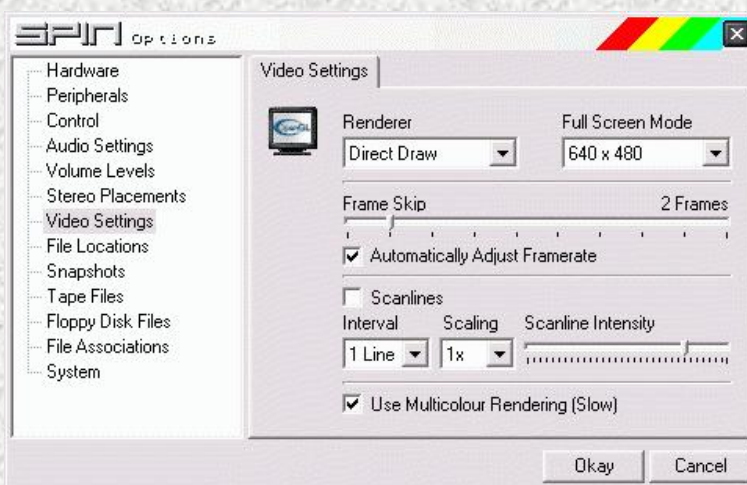 SPIN Options
Hardware
Peripherals
Control
Audio Settings
Volume Levels
Stereo Placements
Video Settings
File Locations
Snapshots
Tape Files
Floppy Disk Files
File Associations
System
Video Settings
Renderer Full Screen Mode
Direct Draw 640 x 480
Frame Skip 2 Frames
Automatically Adjust Framerate
Scanlines
Interval Scaling Scanline Intensity
1 Line 1x
Use Multicolour Rendering (Slow)
Okay Cancel